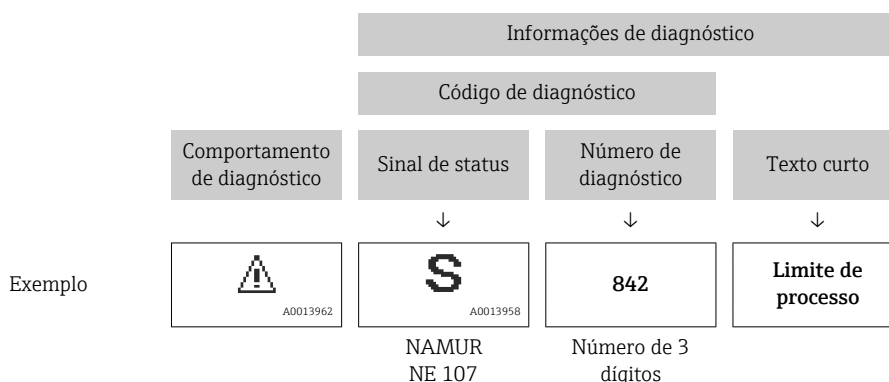 Informações de diagnóstico
Código de diagnóstico
Comportamento
de diagnóstico
Sinal de status
Número de
diagnóstico
Texto curto
↓
↓
↓
Exemplo
A0013962
S
A0013958
842
Limite de
processo
NAMUR
NE 107
Número de 3
dígitos